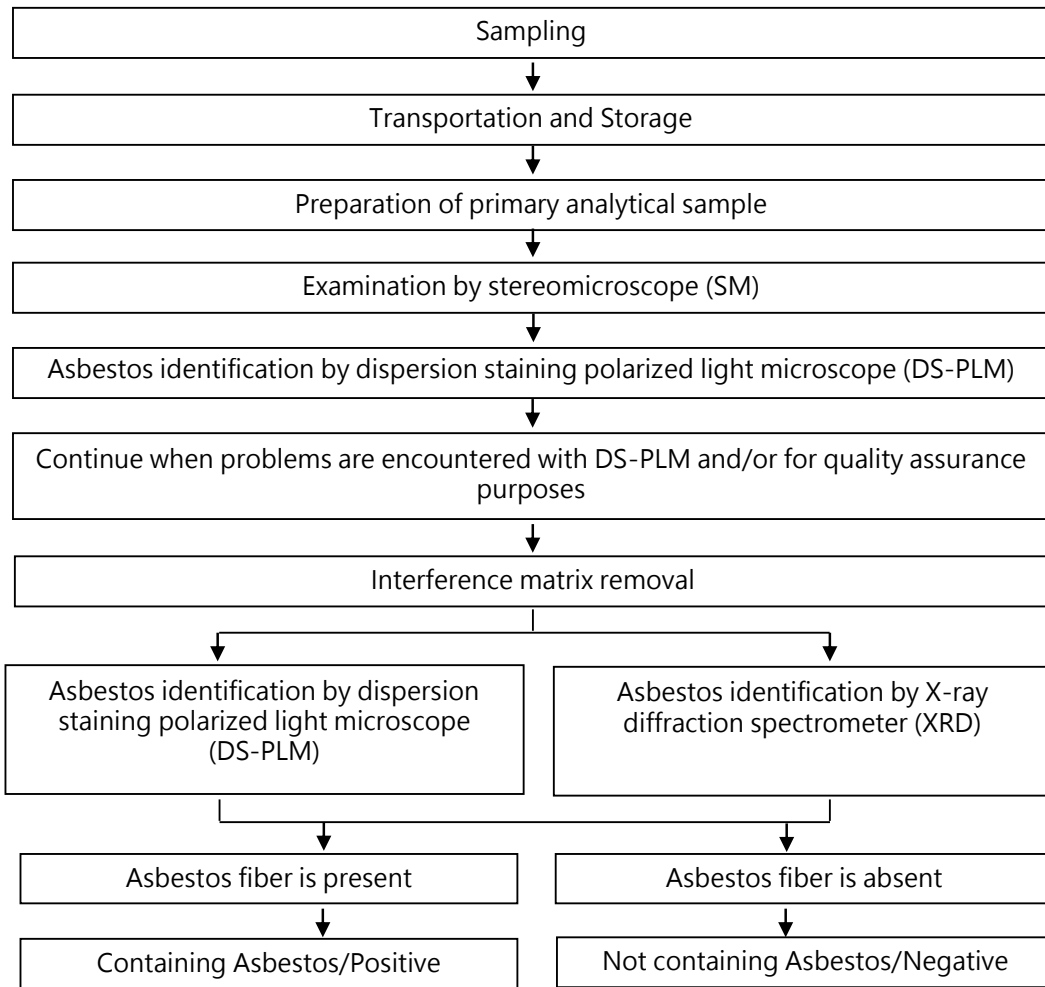 Sampling
Transportation and Storage
Preparation of primary analytical sample
Examination by stereomicroscope (SM)
Asbestos identification by dispersion staining polarized light microscope (DS-PLM)
Continue when problems are encountered with DS-PLM and/or for quality assurance
purposes
Interference matrix removal
Asbestos identification by dispersion
staining polarized light microscope
(DS-PLM)
Asbestos identification by X-ray
diffraction spectrometer (XRD)
Asbestos fiber is present
Asbestos fiber is absent
Containing Asbestos/Positive
Not containing Asbestos/Negative